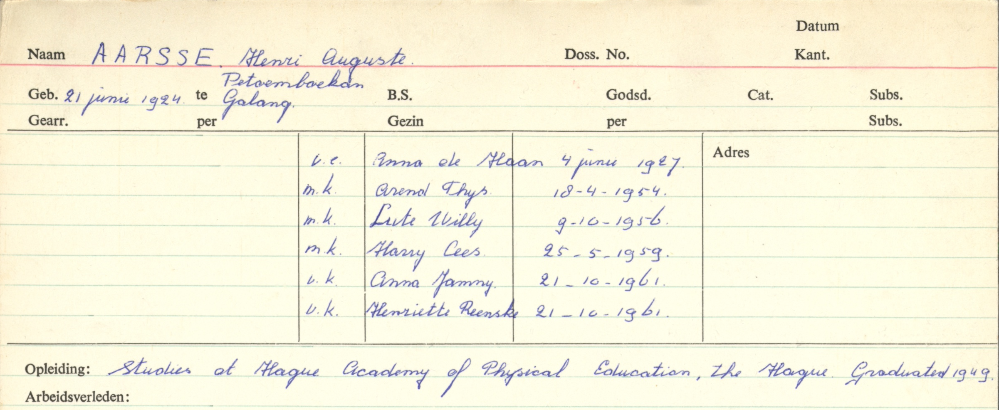 Datum
Naam AARSSE. Henri Auguste. Doss. No. Kant.
Petoemboekan
Geb. 21 junie 1924. te Galang. B.S. Godsd. Cat. Subs.
Gearr. per Gezin per Subs.
Adres
v.e. Anna de Haan 4 junie 1927.
m.k. Arend Thys. 18-4-1954.
m.k. Lute Willy 9-10-1956.
m.k. Harry Cees. 25-5-1959.
v.k. Anna Jammy. 21-10-1961.
v.k. Henriette Reenske 21-10-1961.
Opleiding: Studies at Hague Academy of Physical Education, The Hague. Graduated 1949.
Arbeidsverleden: